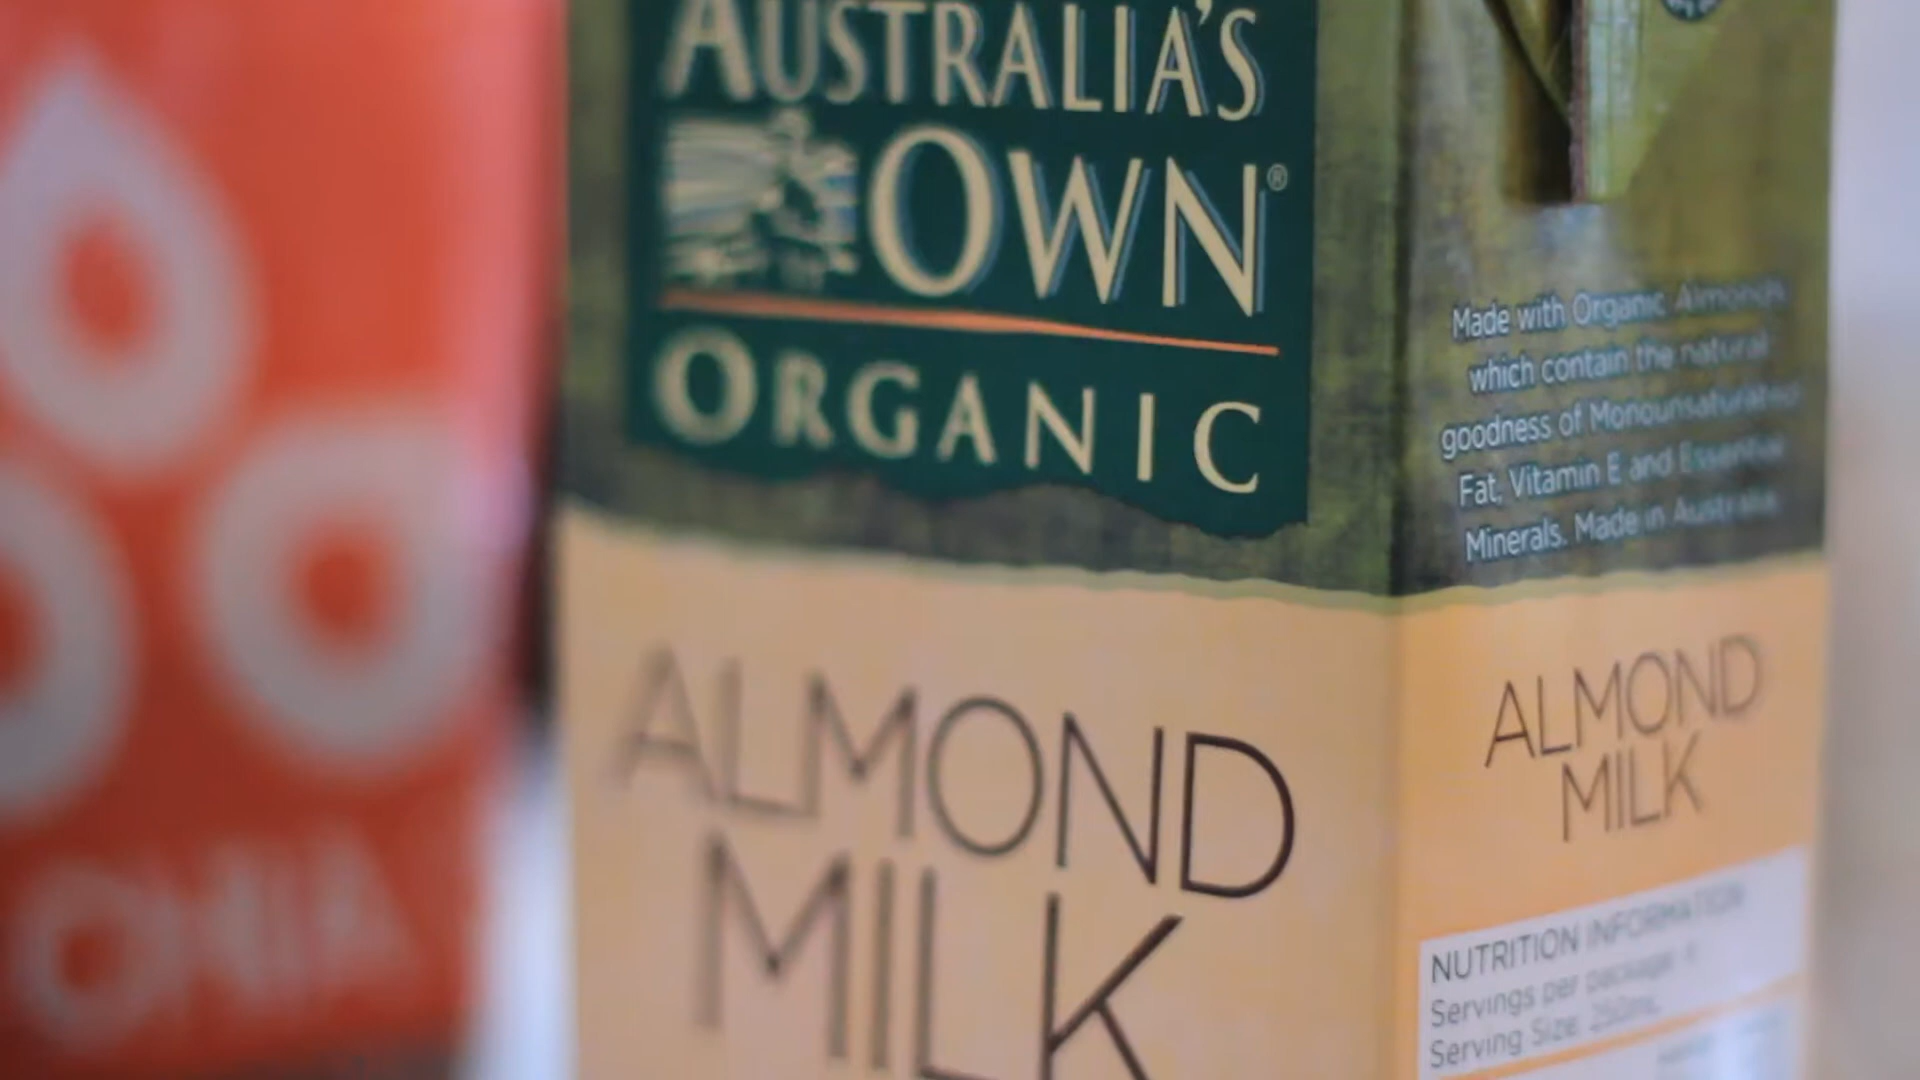 AUSTRALIA'S
OWN®
ORGANIC
ALMOND
MILK
Made with Organic Almonds
which contain the natural
goodness of Monounsaturated
Fat, Vitamin E and Essential
Minerals. Made in Australia.
ALMOND
MILK
NUTRITION INFORMATION
Servings per package: 4
Serving Size: 250mL